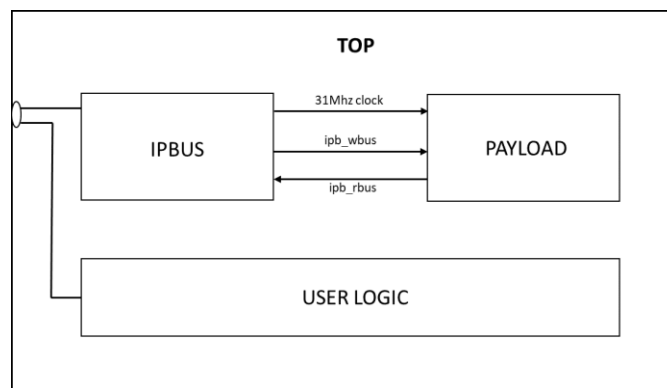 TOP
31Mhz clock
IPBUS
ipb_wbus
PAYLOAD
ipb_rbus
USER LOGIC